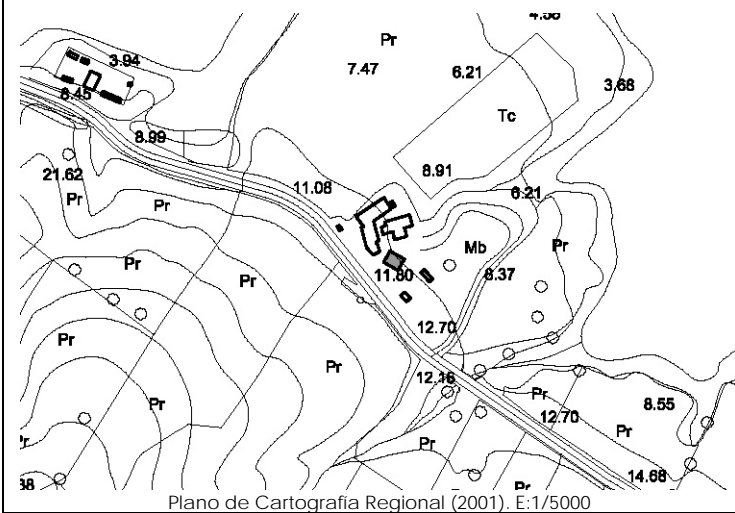 4.58
Pr
3.94
7.47
6.21
3.68
8.45
Tc
8.99
8.91
21.62
11.08
6.21
Pr
Pr
Mb
Pr
Pr
11.80
8.37
12.70
Pr
Pr
12.16
Pr
Pr
12.70
8.55
Pr
Pr
Pr
14.68
Pr
Plano de Cartografía Regional (2001). E:1/5000